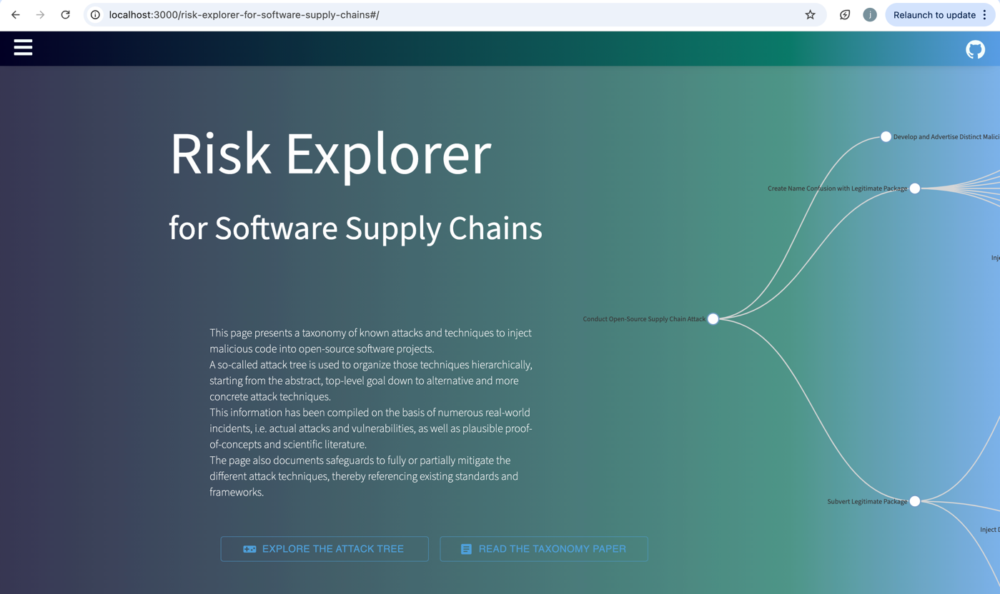 localhost:3000/risk-explorer-for-software-supply-chains#/
j
Relaunch to update
Risk Explorer
for Software Supply Chains
This page presents a taxonomy of known attacks and techniques to inject
malicious code into open-source software projects.
A so-called attack tree is used to organize those techniques hierarchically,
starting from the abstract, top-level goal down to alternative and more
concrete attack techniques.
This information has been compiled on the basis of numerous real-world
incidents, i.e. actual attacks and vulnerabilities, as well as plausible proof-
of-concepts and scientific literature.
The page also documents safeguards to fully or partially mitigate the
different attack techniques, thereby referencing existing standards and
frameworks.
EXPLORE THE ATTACK TREE
READ THE TAXONOMY PAPER
Develop and Advertise Distinct Malici
Create Name Confusion with Legitimate Package
Inje
Conduct Open-Source Supply Chain Attack
Subvert Legitimate Package
Inject D